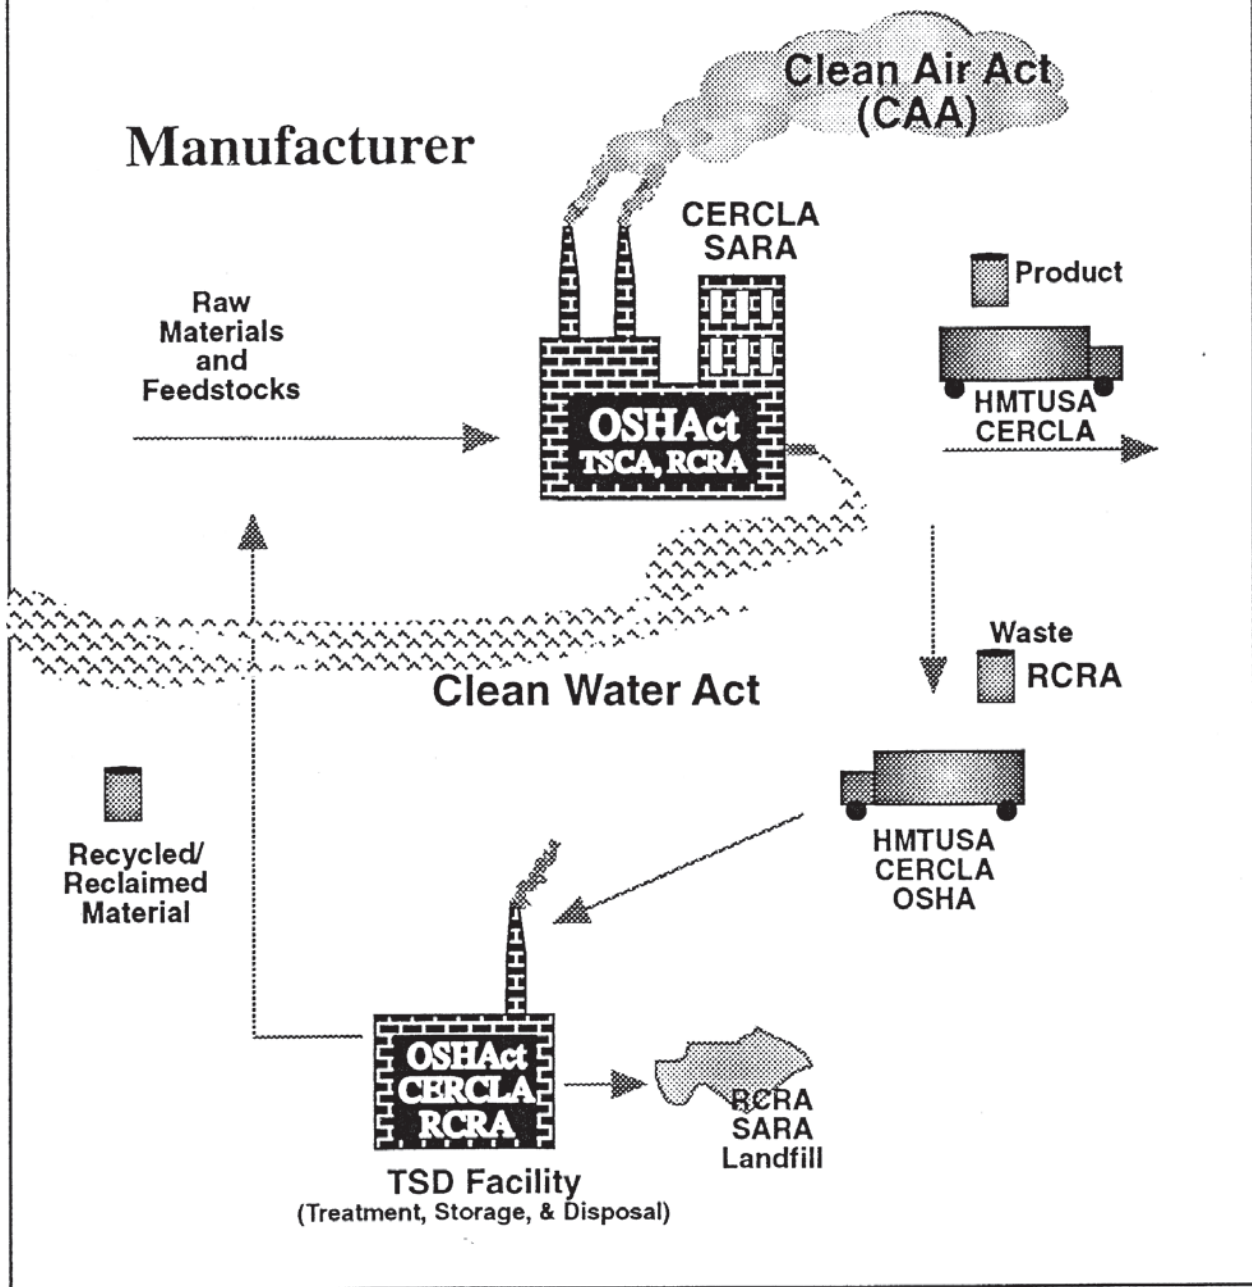 Clean Air Act
(CAA)
Manufacturer
CERCLA
SARA
Product
Raw
Materials
and
Feedstocks
HMTUSA
CERCLA
OSHAct
TSCA, RCRA
Waste
RCRA
Clean Water Act
Recycled/
Reclaimed
Material
HMTUSA
CERCLA
OSHA
OSHAct
CERCLA
RCRA
RCRA
SARA
Landfill
TSD Facility
(Treatment, Storage, & Disposal)